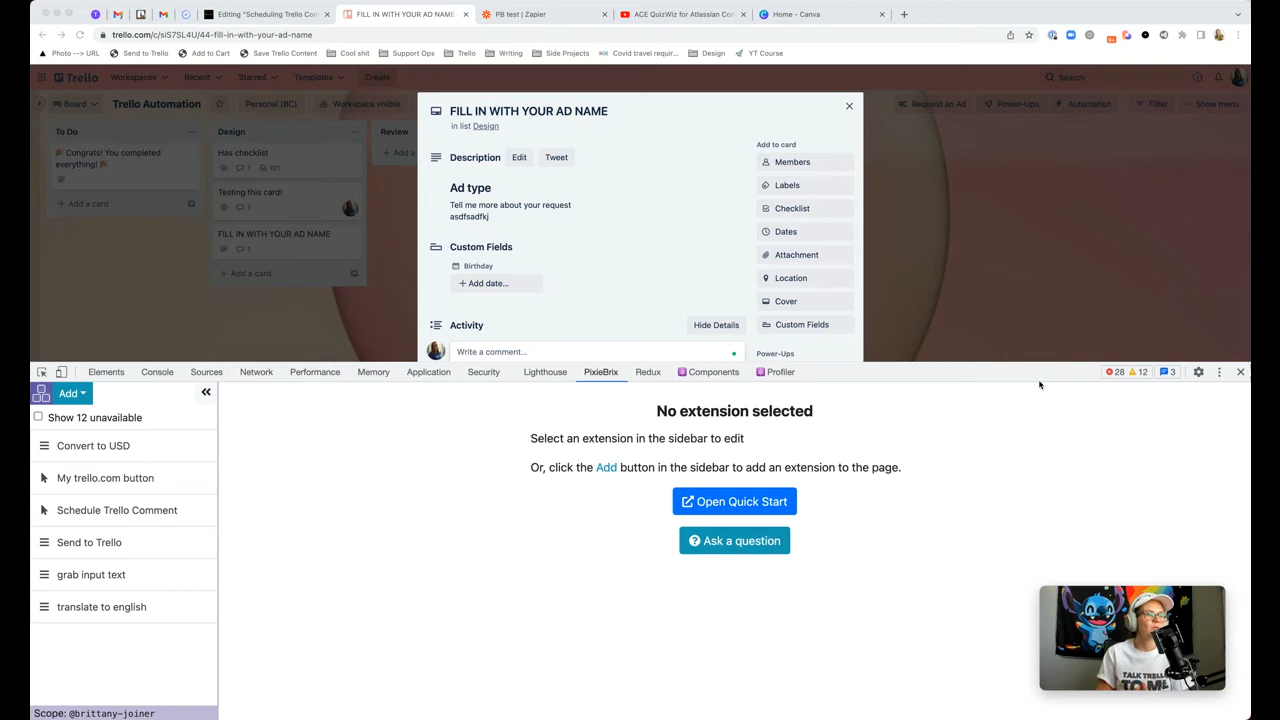 Editing "Scheduling Trello Com
FILL IN WITH YOUR AD NAME
PB test | Zapier
ACE QuizWiz for Atlassian Con
Home - Canva
trello.com/c/siS7SL4U/44-fill-in-with-your-ad-name
Photo --> URL
Send to Trello
Add to Cart
Save Trello Content
Cool shit
Support Ops
Trello
Writing
Side Projects
Covid travel requir...
Design
YT Course
Trello
Workspaces
Recent
Starred
Templates
Create
Search
Board
Trello Automation
Personal (BC)
Workspace visible
Request an Ad
Power-Ups
Automation
Filter
Show menu
To Do
Congrats! You completed
everything!
+ Add a card
Design
Has checklist
1
0/1
Testing this card!
1
FILL IN WITH YOUR AD NAME
1
+ Add a card
Review
+ Add a
FILL IN WITH YOUR AD NAME
in list Design
Description
Edit
Tweet
Ad type
Tell me more about your request
asdfsadfkj
Custom Fields
Birthday
+ Add date...
Activity
Hide Details
Write a comment...
Add to card
Members
Labels
Checklist
Dates
Attachment
Location
Cover
Custom Fields
Power-Ups
Elements
Console
Sources
Network
Performance
Memory
Application
Security
Lighthouse
PixieBrix
Redux
Components
Profiler
28
12
3
Add
Show 12 unavailable
Convert to USD
My trello.com button
Schedule Trello Comment
Send to Trello
grab input text
translate to english
Scope: @brittany-joiner
No extension selected
Select an extension in the sidebar to edit
Or, click the Add button in the sidebar to add an extension to the page.
Open Quick Start
Ask a question
TALK TRELLO
TO ME